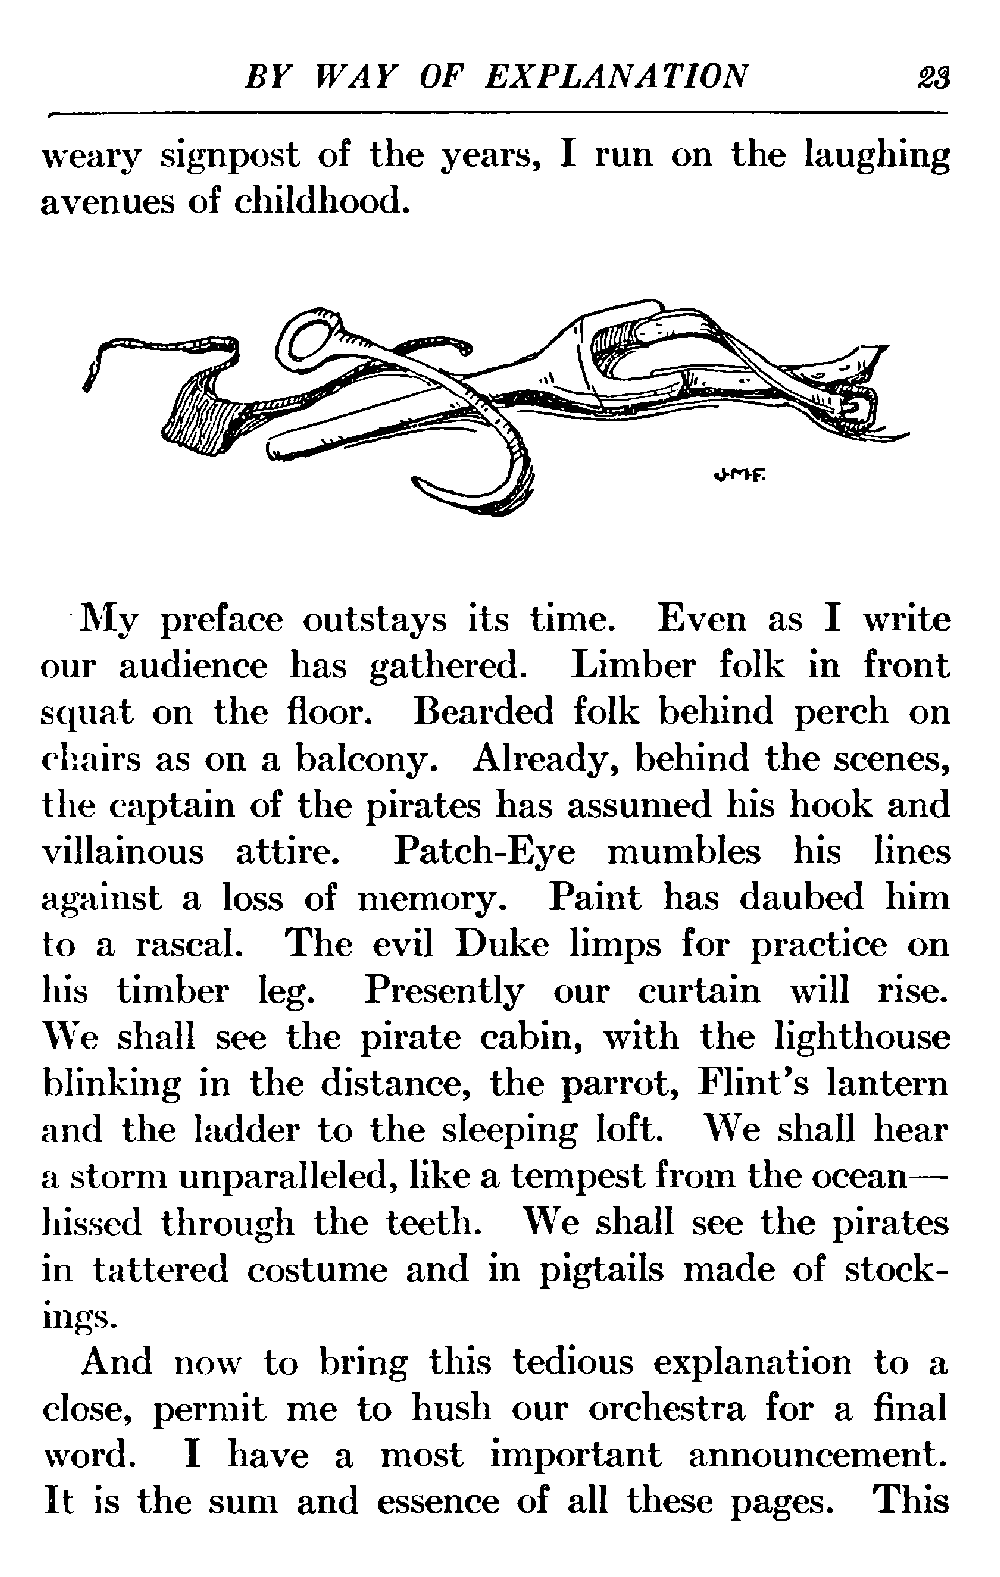 BY WAY OF EXPLANATION 23
weary signpost of the years, I run on the laughing
avenues of childhood.
J.M.F.
My preface outstays its time. Even as I write
our audience has gathered. Limber folk in front
squat on the floor. Bearded folk behind perch on
chairs as on a balcony. Already, behind the scenes,
the captain of the pirates has assumed his hook and
villainous attire. Patch-Eye mumbles his lines
against a loss of memory. Paint has daubed him
to a rascal. The evil Duke limps for practice on
his timber leg. Presently our curtain will rise.
We shall see the pirate cabin, with the lighthouse
blinking in the distance, the parrot, Flint's lantern
and the ladder to the sleeping loft. We shall hear
a storm unparalleled, like a tempest from the ocean—
hissed through the teeth. We shall see the pirates
in tattered costume and in pigtails made of stock-
ings.
And now to bring this tedious explanation to a
close, permit me to hush our orchestra for a final
word. I have a most important announcement.
It is the sum and essence of all these pages. This